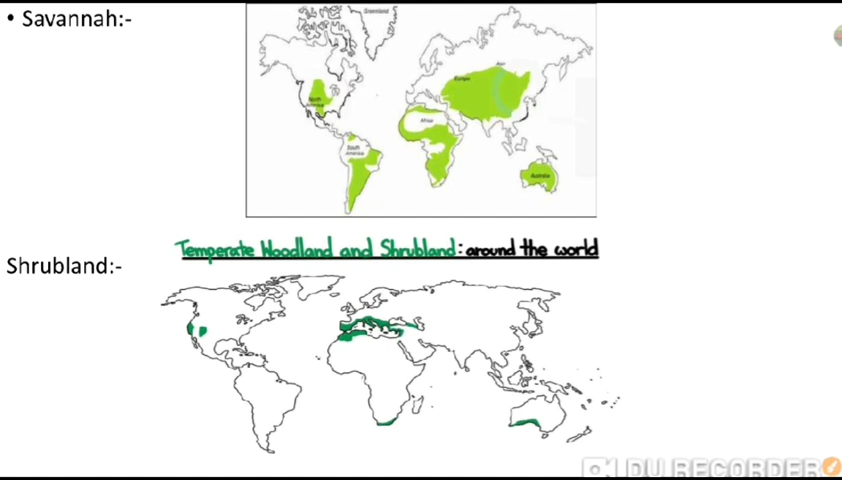 • Savannah:-
Greenland
Asia
Europe
North
America
Africa
South
America
Australia
Temperate Woodland and Shrubland: around the world
Shrubland:-
DU RECORDER